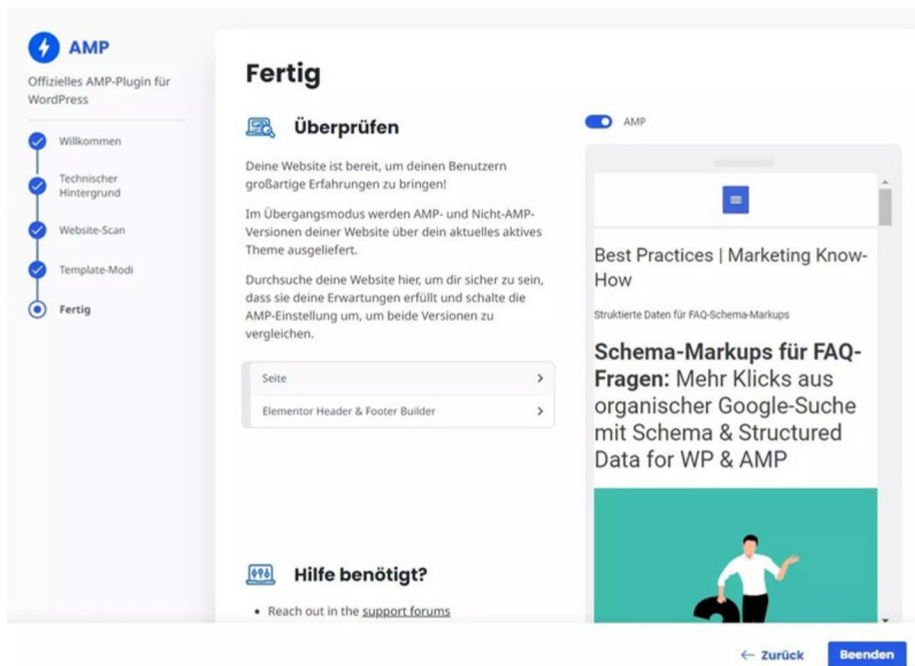 AMP
Offizielles AMP-Plugin für
WordPress
Willkommen
Technischer
Hintergrund
Website-Scan
Template-Modi
Fertig
Fertig
Überprüfen
Deine Website ist bereit, um deinen Benutzern
großartige Erfahrungen zu bringen!
Im Übergangsmodus werden AMP- und Nicht-AMP-
Versionen deiner Website über dein aktuelles aktives
Theme ausgeliefert.
Durchsuche deine Website hier, um dir sicher zu sein,
dass sie deine Erwartungen erfüllt und schalte die
AMP-Einstellung um, um beide Versionen zu
vergleichen.
Seite
Elementor Header & Footer Builder
Hilfe benötigt?
• Reach out in the support forums
AMP
Best Practices | Marketing Know-
How
Struktierte Daten für FAQ-Schema-Markups
Schema-Markups für FAQ-
Fragen: Mehr Klicks aus
organischer Google-Suche
mit Schema & Structured
Data for WP & AMP
← Zurück
Beenden